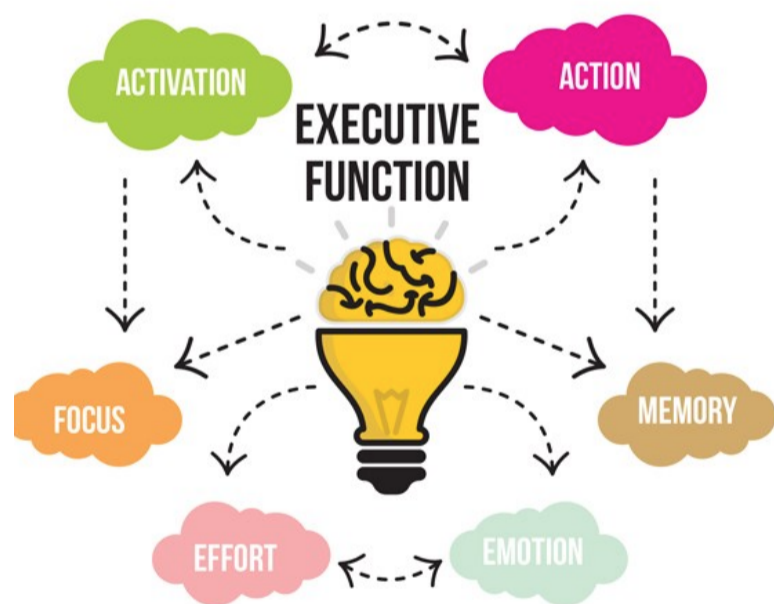 ACTIVATION
ACTION
EXECUTIVE
FUNCTION
FOCUS
MEMORY
EFFORT
EMOTION